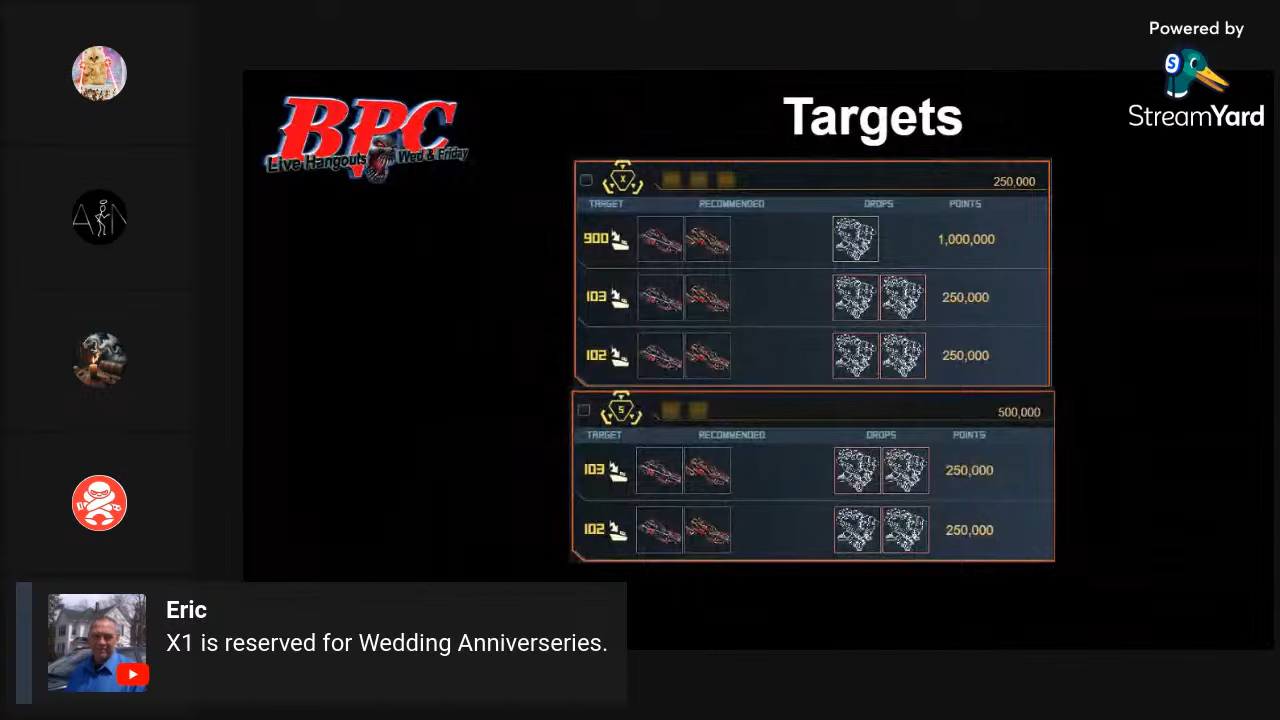 Powered by
StreamYard
BPC
Live Hangouts Wed & Friday
Targets
X 250,000
TARGET RECOMMENDED DROPS POINTS
900 1,000,000
103 250,000
102 250,000
5 500,000
TARGET RECOMMENDED DROPS POINTS
103 250,000
102 250,000
Eric
X1 is reserved for Wedding Anniverseries.